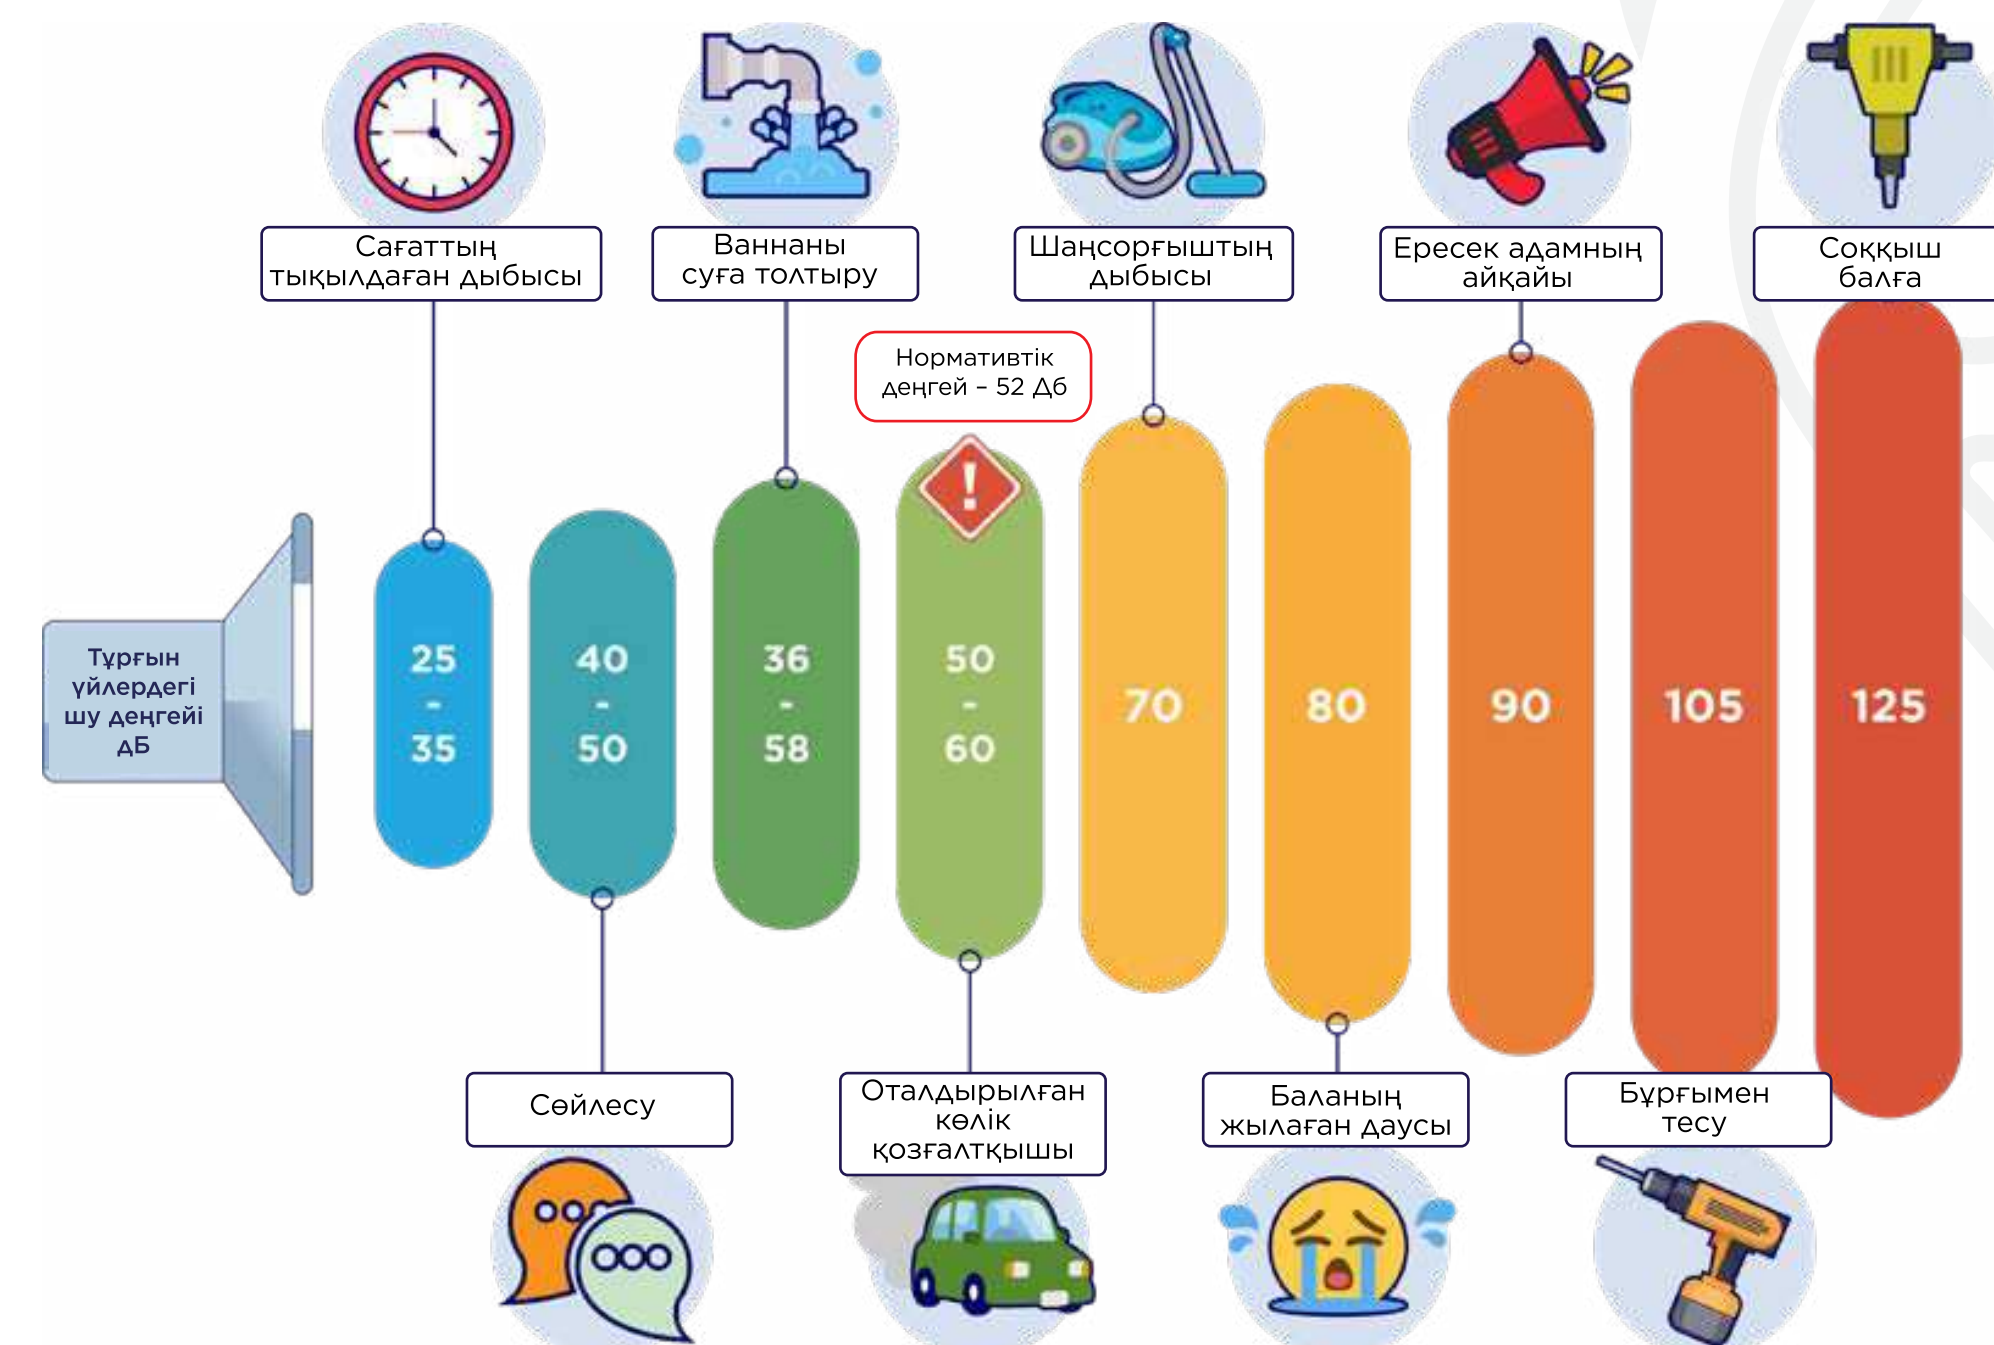 Сағаттың
тықылдаған дыбысы
Ваннаны
суға толтыру
Шаңсорғыштың
дыбысы
Ересек адамның
айқайы
Соққыш
балға
Нормативтік
деңгей – 52 Дб
!
Тұрғын
үйлердегі
шу деңгейі
дБ
25
-
35
40
-
50
36
-
58
50
-
60
70
80
90
105
125
Сөйлесу
Оталдырылған
көлік
қозғалтқышы
Баланың
жылаған даусы
Бұрғымен
тесу